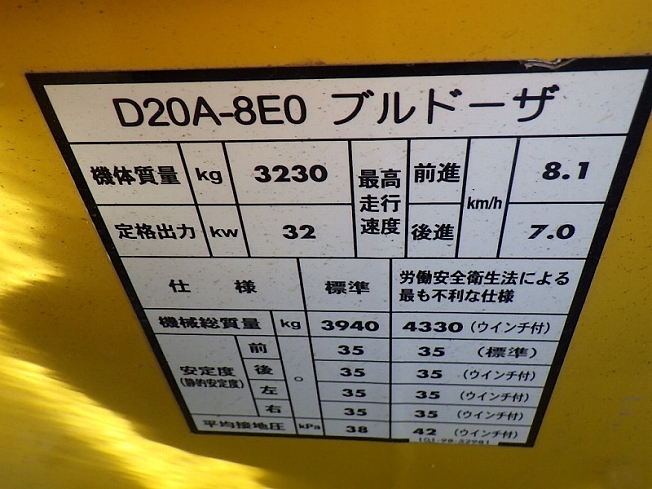 D20A-8E0 ブルドーザ
機体質量 kg 3230 最高走行速度 前進 km/h 8.1
定格出力 kw 32 後進 7.0
仕様 標準 労働安全衛生法による最も不利な仕様
機械総質量 kg 3940 4330 (ウインチ付)
安定度 (静的安定度) 前 ° 35 35 (標準)
後 35 35 (ウインチ付)
左 35 35 (ウインチ付)
右 35 35 (ウインチ付)
平均接地圧 kPa 38 42 (ウインチ付)